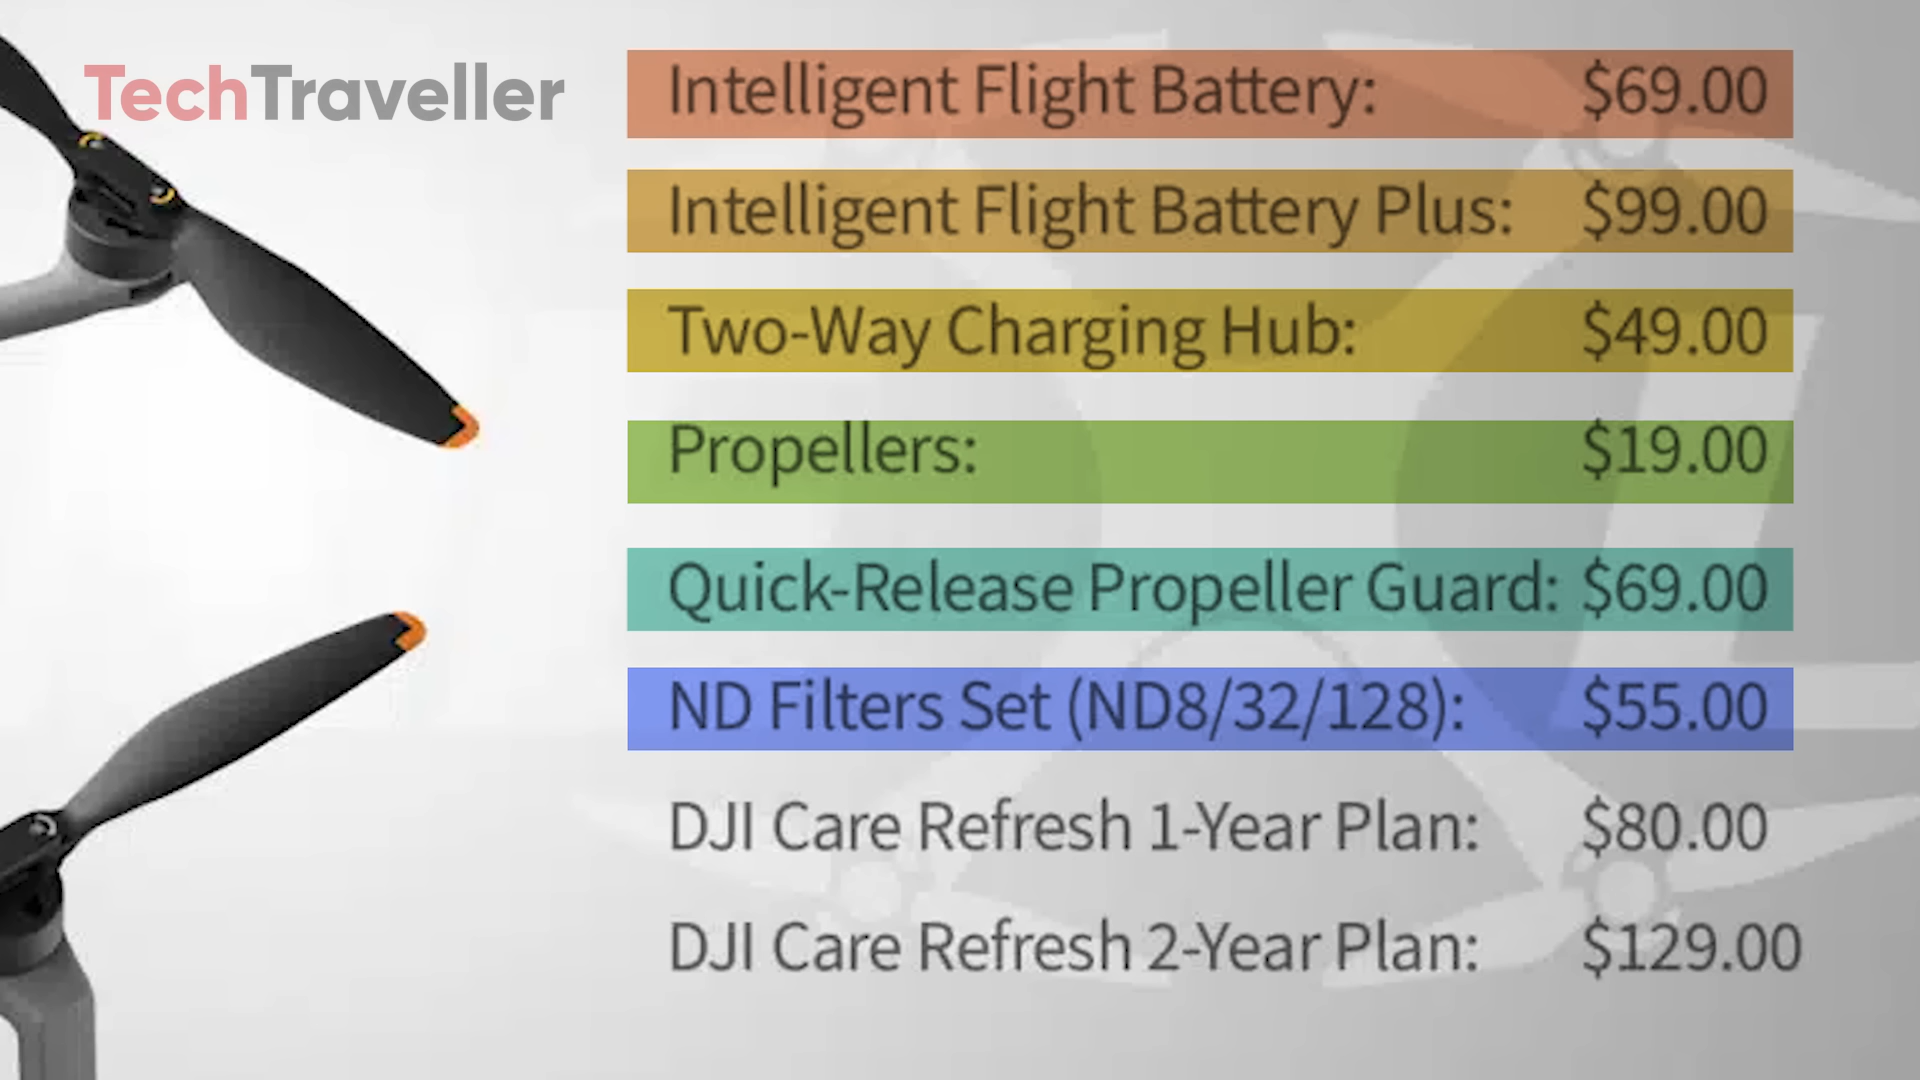 TechTraveller
Intelligent Flight Battery: $69.00
Intelligent Flight Battery Plus: $99.00
Two-Way Charging Hub: $49.00
Propellers: $19.00
Quick-Release Propeller Guard: $69.00
ND Filters Set (ND8/32/128): $55.00
DJI Care Refresh 1-Year Plan: $80.00
DJI Care Refresh 2-Year Plan: $129.00